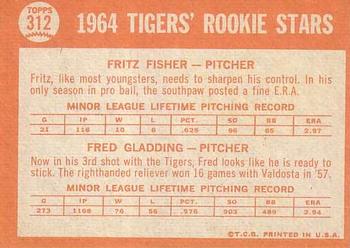 TOPPS
312
1964 TIGERS' ROOKIE STARS
FRITZ FISHER — PITCHER
Fritz, like most youngsters, needs to sharpen his control. In his
only season in pro ball, the southpaw posted a fine E.R.A.
MINOR LEAGUE LIFETIME PITCHING RECORD
G IP W L PCT. SO BB ERA
21 118 10 6 .625 96 65 2.97
FRED GLADDING — PITCHER
Now in his 3rd shot with the Tigers, Fred looks like he is ready to
stick. The righthanded reliever won 16 games with Valdosta in '57.
MINOR LEAGUE LIFETIME PITCHING RECORD
G IP W L PCT. SO BB ERA
273 1168 76 56 .576 903 489 2.94
©T.C.G. PRINTED IN U.S.A.